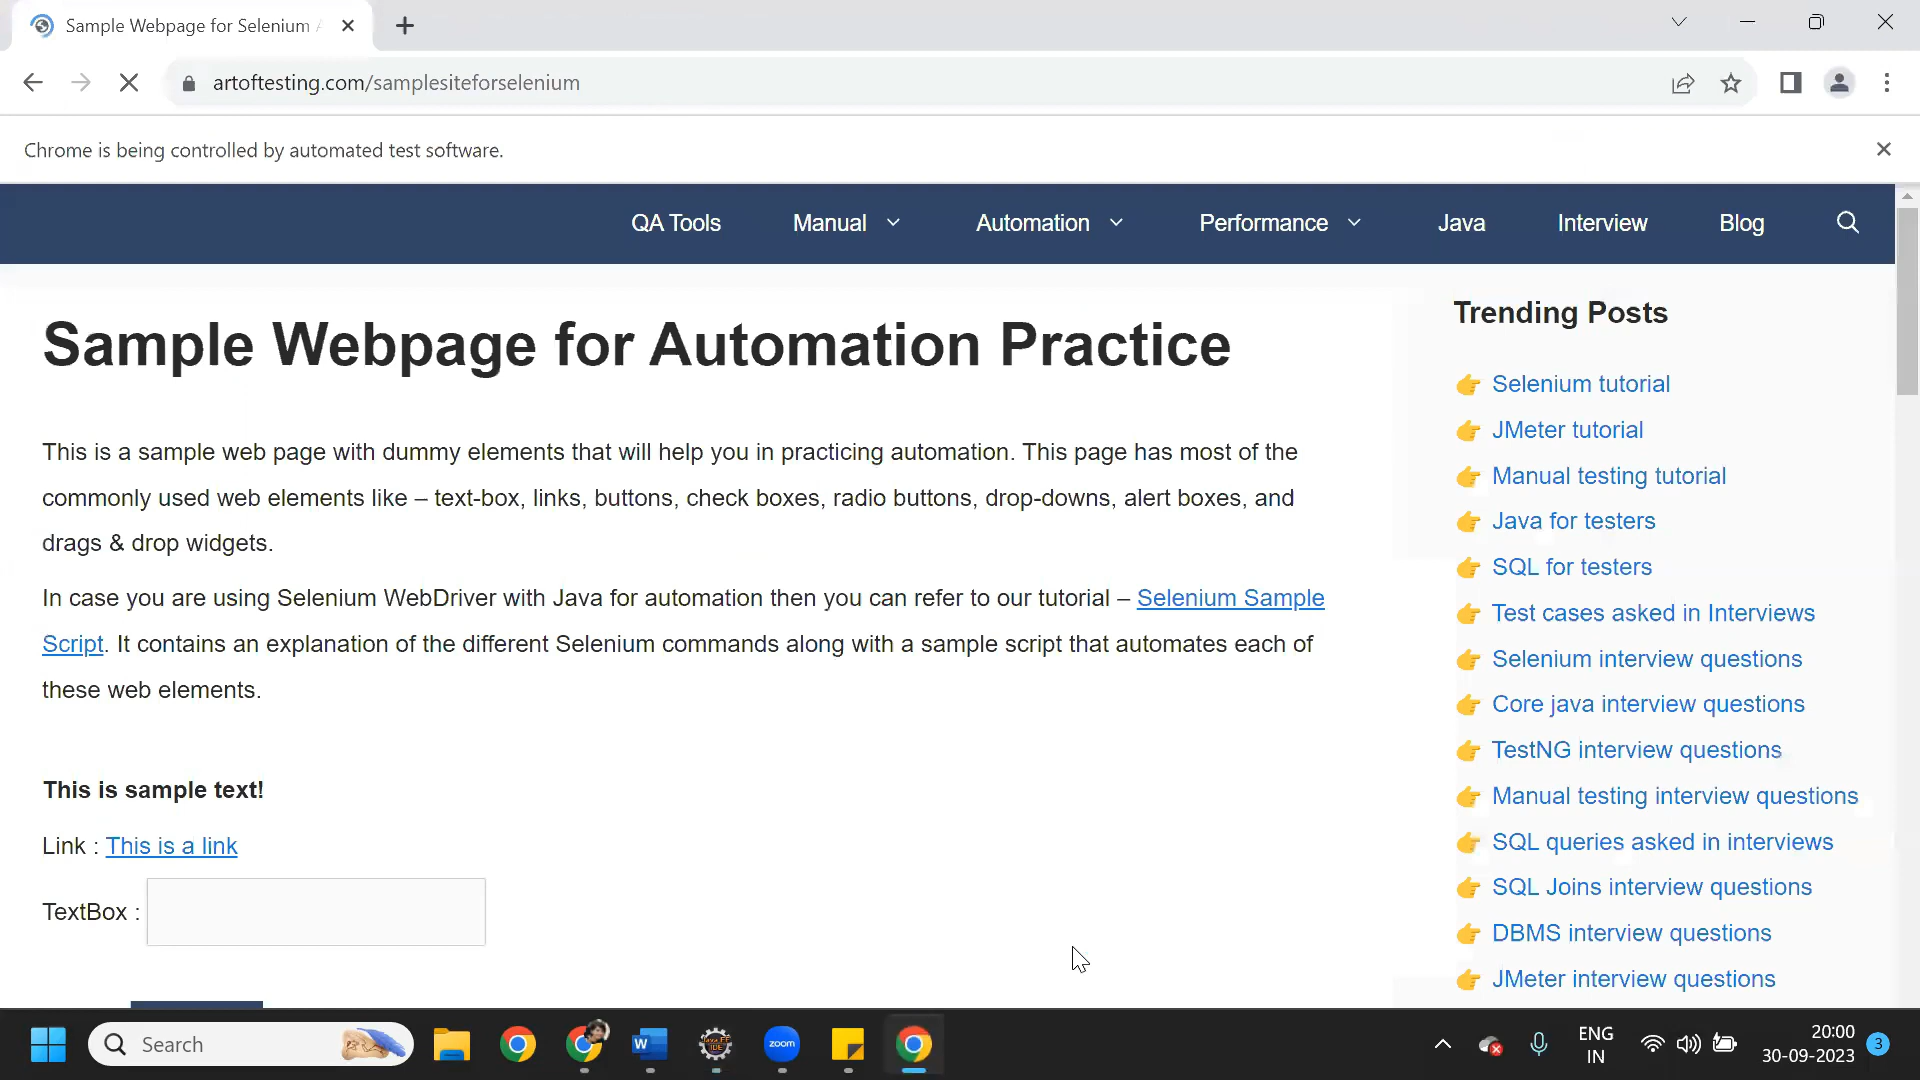 Sample Webpage for Selenium A
artoftesting.com/samplesiteforselenium
Chrome is being controlled by automated test software.
QA Tools Manual Automation Performance Java Interview Blog
Sample Webpage for Automation Practice
This is a sample web page with dummy elements that will help you in practicing automation. This page has most of the
commonly used web elements like – text-box, links, buttons, check boxes, radio buttons, drop-downs, alert boxes, and
drags & drop widgets.
In case you are using Selenium WebDriver with Java for automation then you can refer to our tutorial – Selenium Sample
Script. It contains an explanation of the different Selenium commands along with a sample script that automates each of
these web elements.
This is sample text!
Link : This is a link
TextBox :
Trending Posts
Selenium tutorial
JMeter tutorial
Manual testing tutorial
Java for testers
SQL for testers
Test cases asked in Interviews
Selenium interview questions
Core java interview questions
TestNG interview questions
Manual testing interview questions
SQL queries asked in interviews
SQL Joins interview questions
DBMS interview questions
JMeter interview questions
Search
W
Java EE
IDE
zoom
ENG
IN
20:00
30-09-2023
3